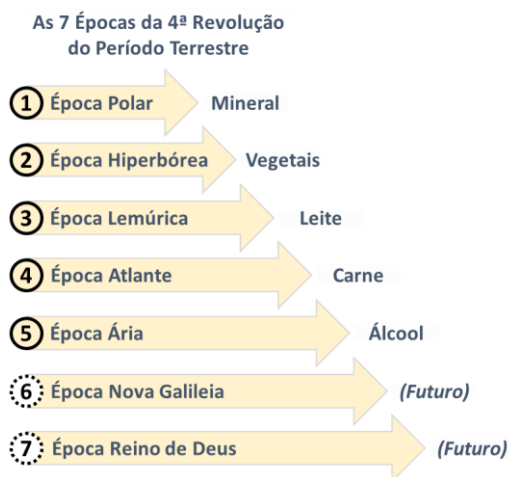 As 7 Épocas da 4ª Revolução
do Período Terrestre
1 Época Polar Mineral
2 Época Hiperbórea Vegetais
3 Época Lemúrica Leite
4 Época Atlante Carne
5 Época Ária Álcool
6 Época Nova Galileia (Futuro)
7 Época Reino de Deus (Futuro)